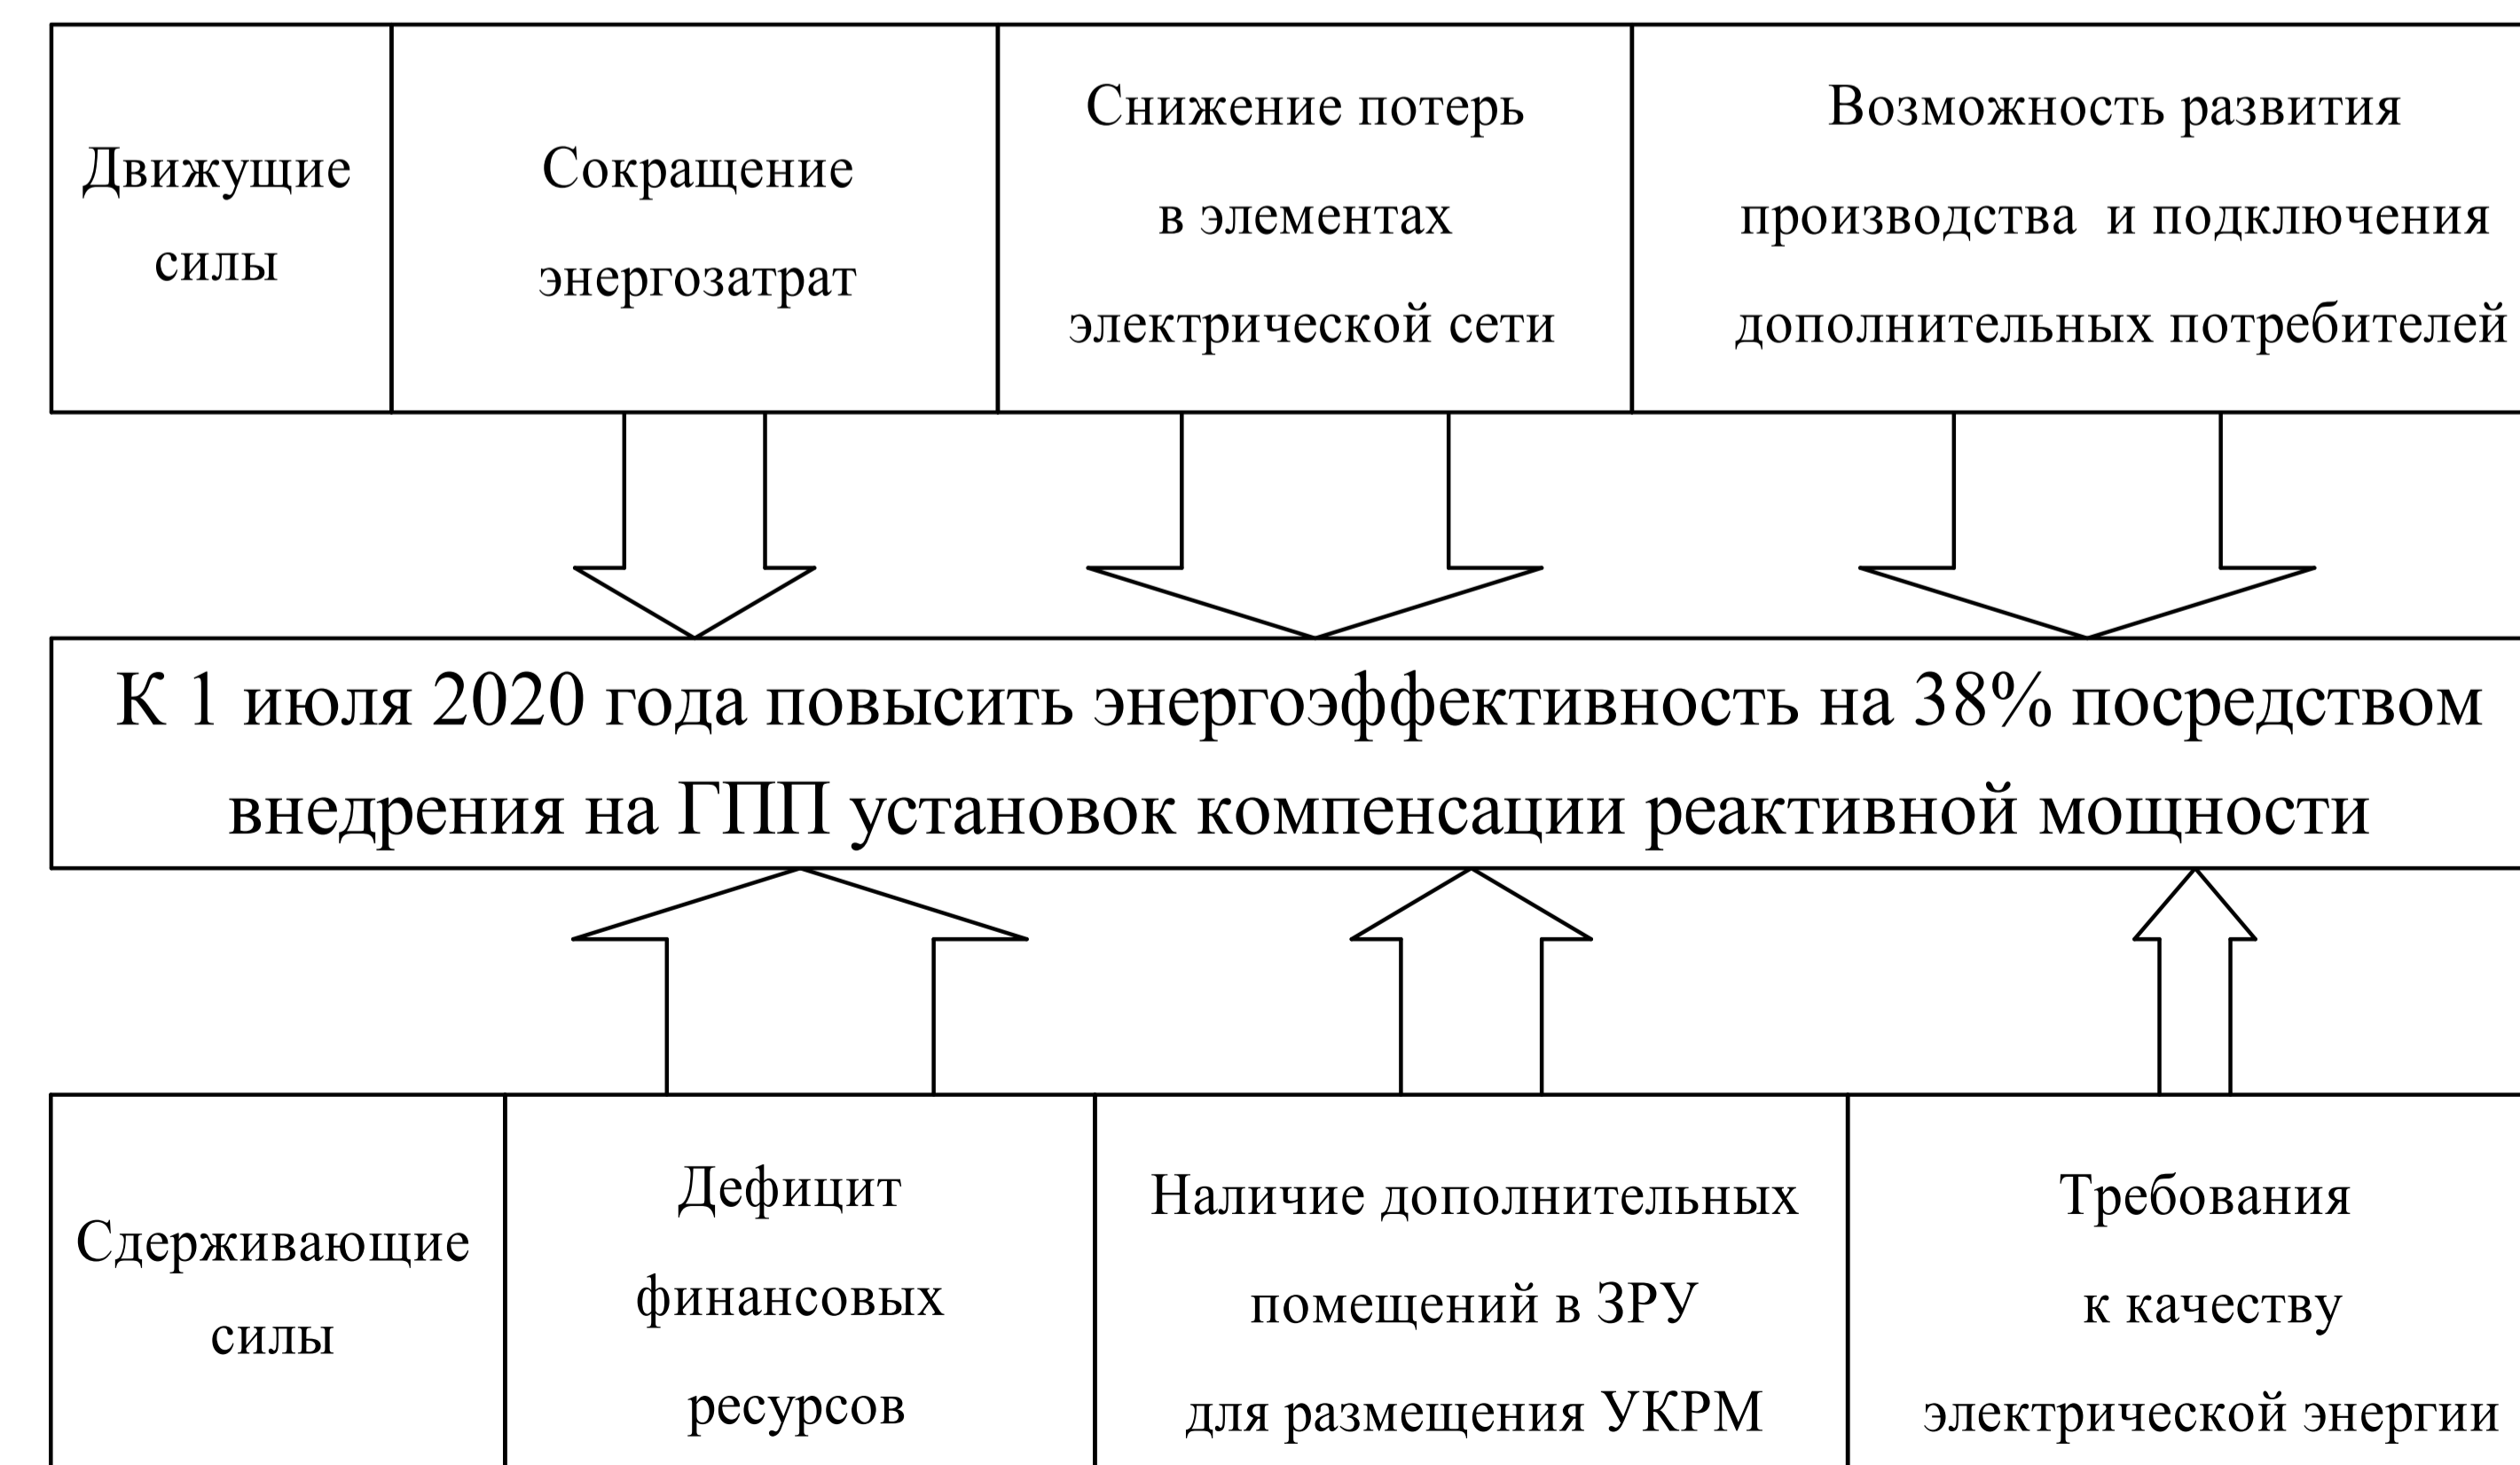 Движущие
силы
Сокращение
энергозатрат
Снижение потерь
в элементах
электрической сети
Возможность развития
производства и подключения
дополнительных потребителей
К 1 июля 2020 года повысить энергоэффективность на 38% посредством
внедрения на ГПП установок компенсации реактивной мощности
Сдерживающие
силы
Дефицит
финансовых
ресурсов
Наличие дополнительных
помещений в ЗРУ
для размещения УКРМ
Требования
к качеству
электрической энергии